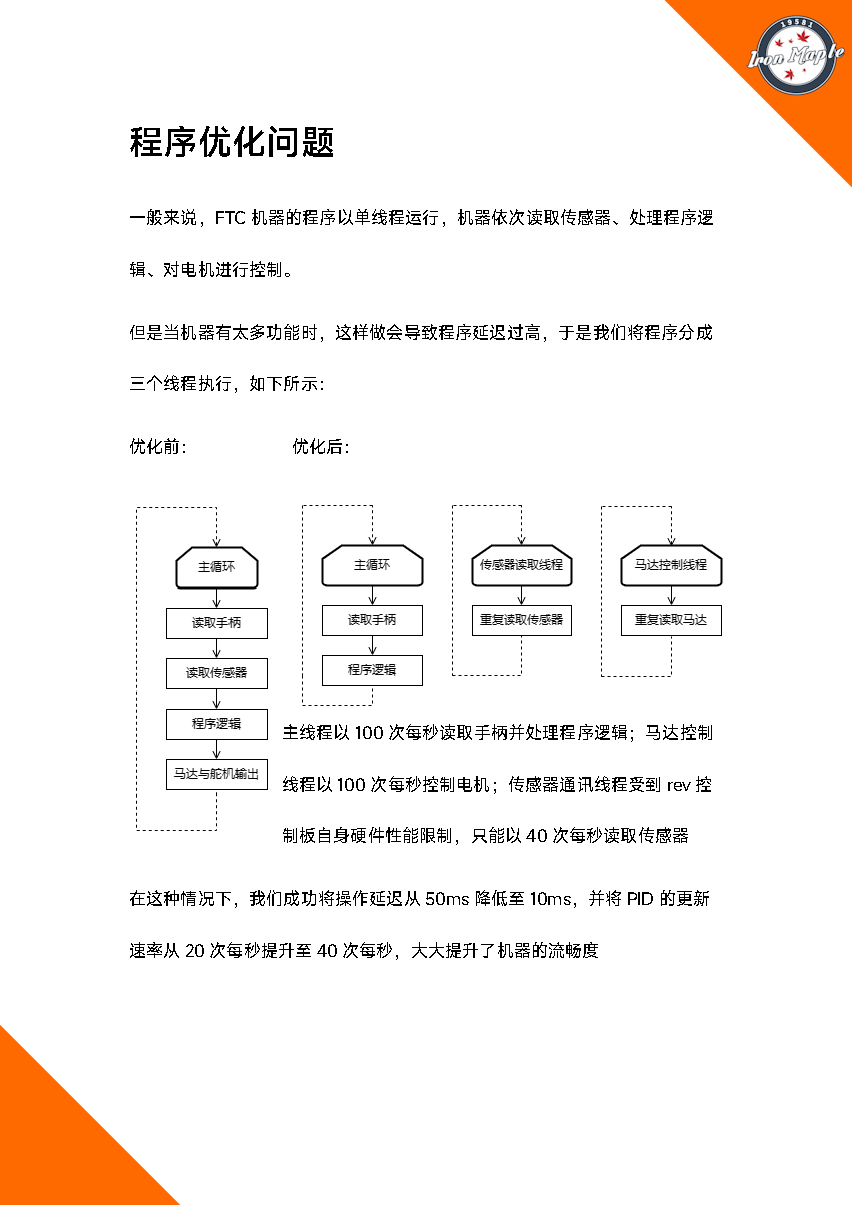 19581
Iron Maple
程序优化问题
一般来说，FTC 机器的程序以单线程运行，机器依次读取传感器、处理程序逻
辑、对电机进行控制。
但是当机器有太多功能时，这样做会导致程序延迟过高，于是我们将程序分成
三个线程执行，如下所示：
优化前： 优化后：
主循环
读取手柄
读取传感器
程序逻辑
马达与舵机输出
主循环
读取手柄
程序逻辑
传感器读取线程
重复读取传感器
马达控制线程
重复读取马达
主线程以 100 次每秒读取手柄并处理程序逻辑；马达控制
线程以 100 次每秒控制电机；传感器通讯线程受到 rev 控
制板自身硬件性能限制，只能以 40 次每秒读取传感器
在这种情况下，我们成功将操作延迟从 50ms 降低至 10ms，并将 PID 的更新
速率从 20 次每秒提升至 40 次每秒，大大提升了机器的流畅度